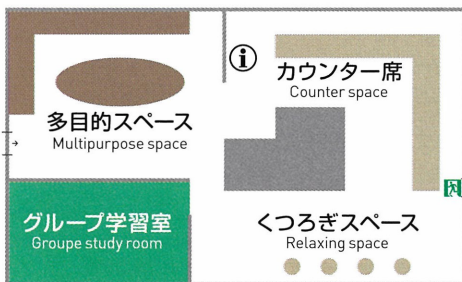 カウンター席
Counter space
多目的スペース
Multipurpose space
グループ学習室
Groupe study room
くつろぎスペース
Relaxing space